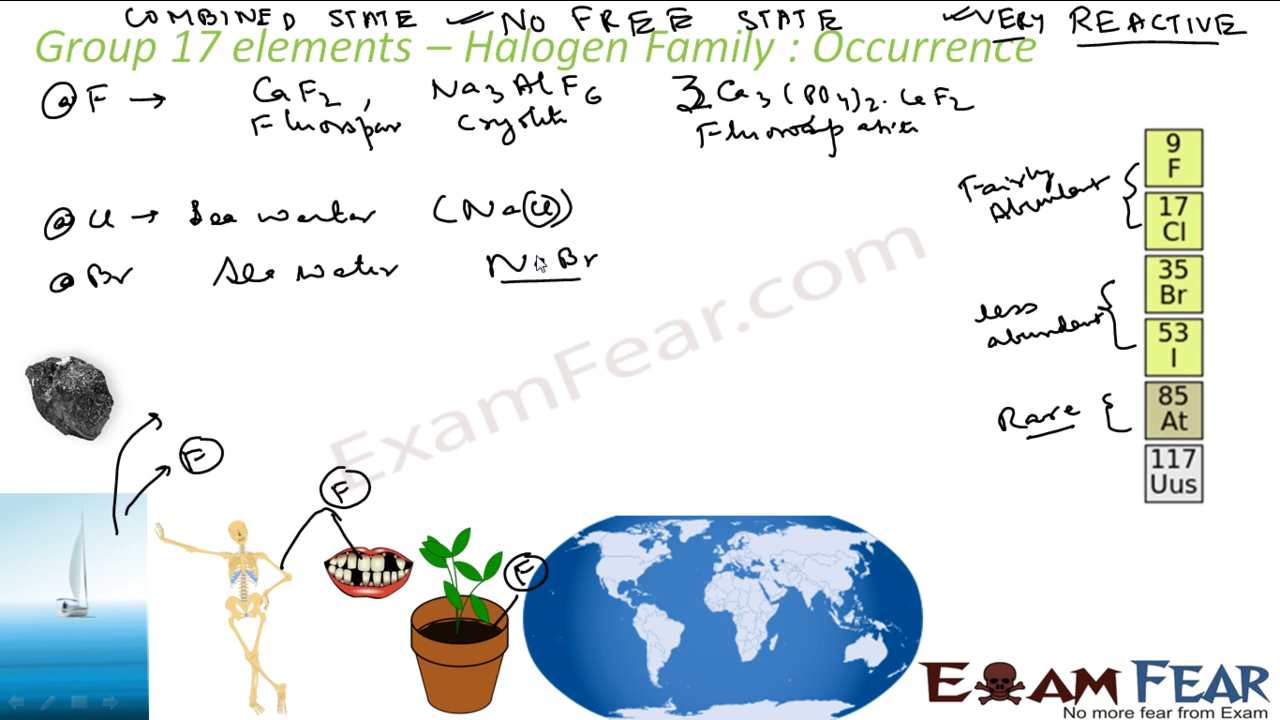 COMBINED STATE ✓ NO FREE STATE ✓ VERY REACTIVE
Group 17 elements – Halogen Family : Occurrence
@ F → CaF2 , Na3AlF6 3Ca3(PO4)2.CaF2
Fluorspar Cryolite Fluoroapatite
@ Cl → Sea water (NaCl)
@ Br Sea water NaBr
Fairly Abundant
less abundant
Rare
9
F
17
Cl
35
Br
53
I
85
At
117
Uus
F
F
F
ExamFear.com
EXAMFEAR
No more fear from Exam